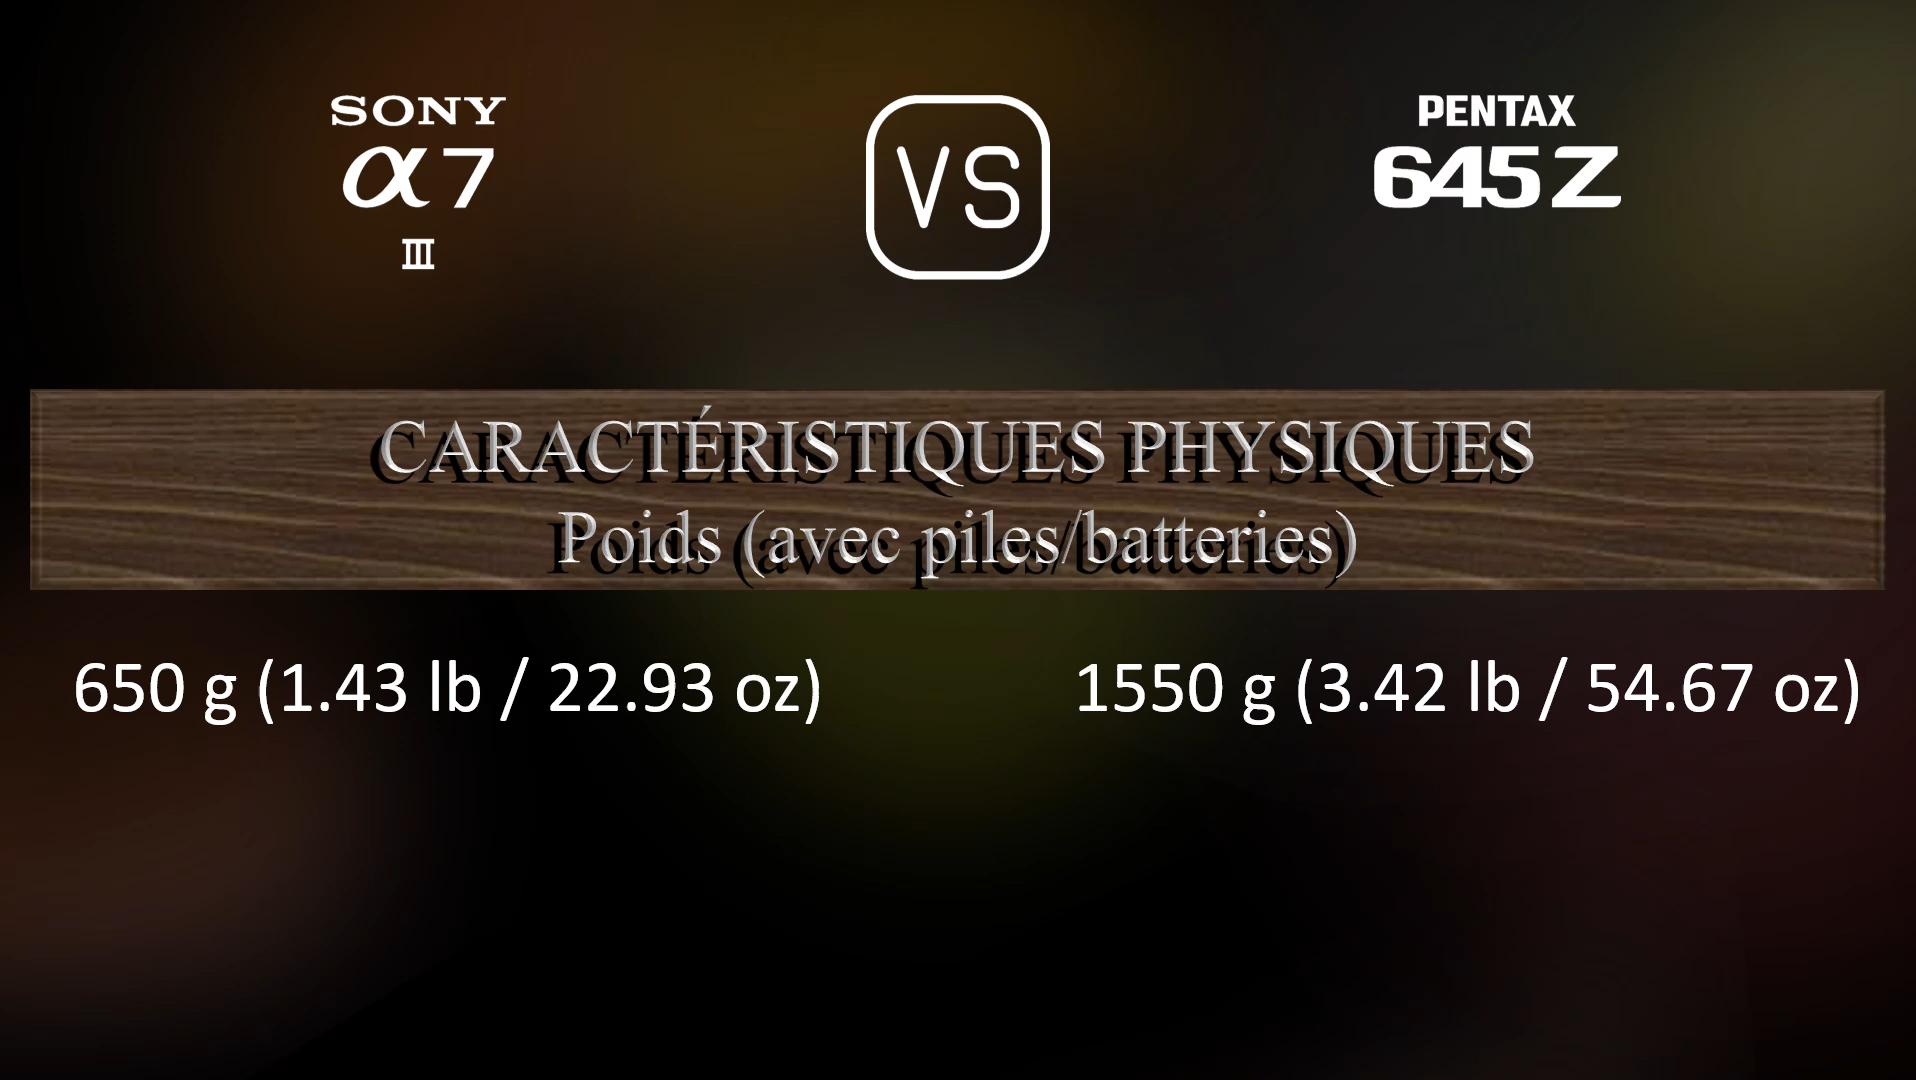 SONY
α7
III
VS
PENTAX
645Z
CARACTÉRISTIQUES PHYSIQUES
Poids (avec piles/batteries)
650 g (1.43 lb / 22.93 oz)
1550 g (3.42 lb / 54.67 oz)